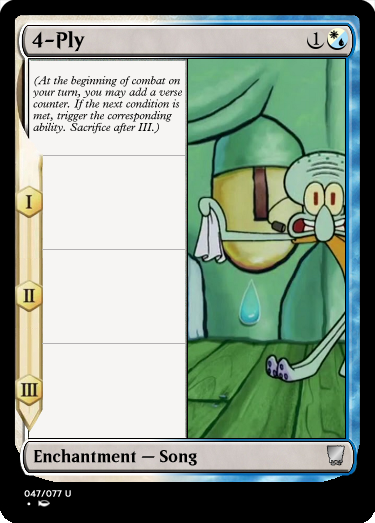 4-Ply 1
(At the beginning of combat on
your turn, you may add a verse
counter. If the next condition is
met, trigger the corresponding
ability. Sacrifice after III.)
I
II
III
Enchantment — Song
047/077 U